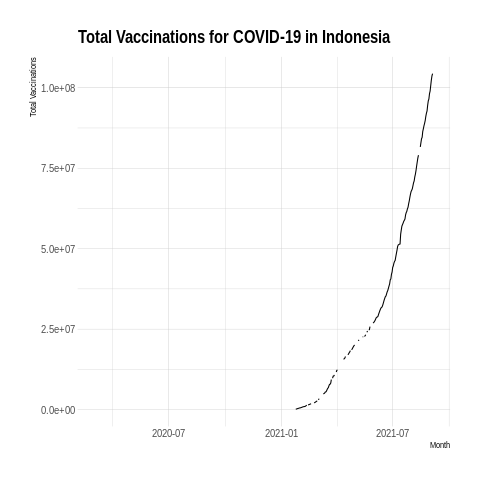 Total Vaccinations for COVID-19 in Indonesia
Total Vaccinations
1.0e+08
7.5e+07
5.0e+07
2.5e+07
0.0e+00
2020-07 2021-01 2021-07
Month